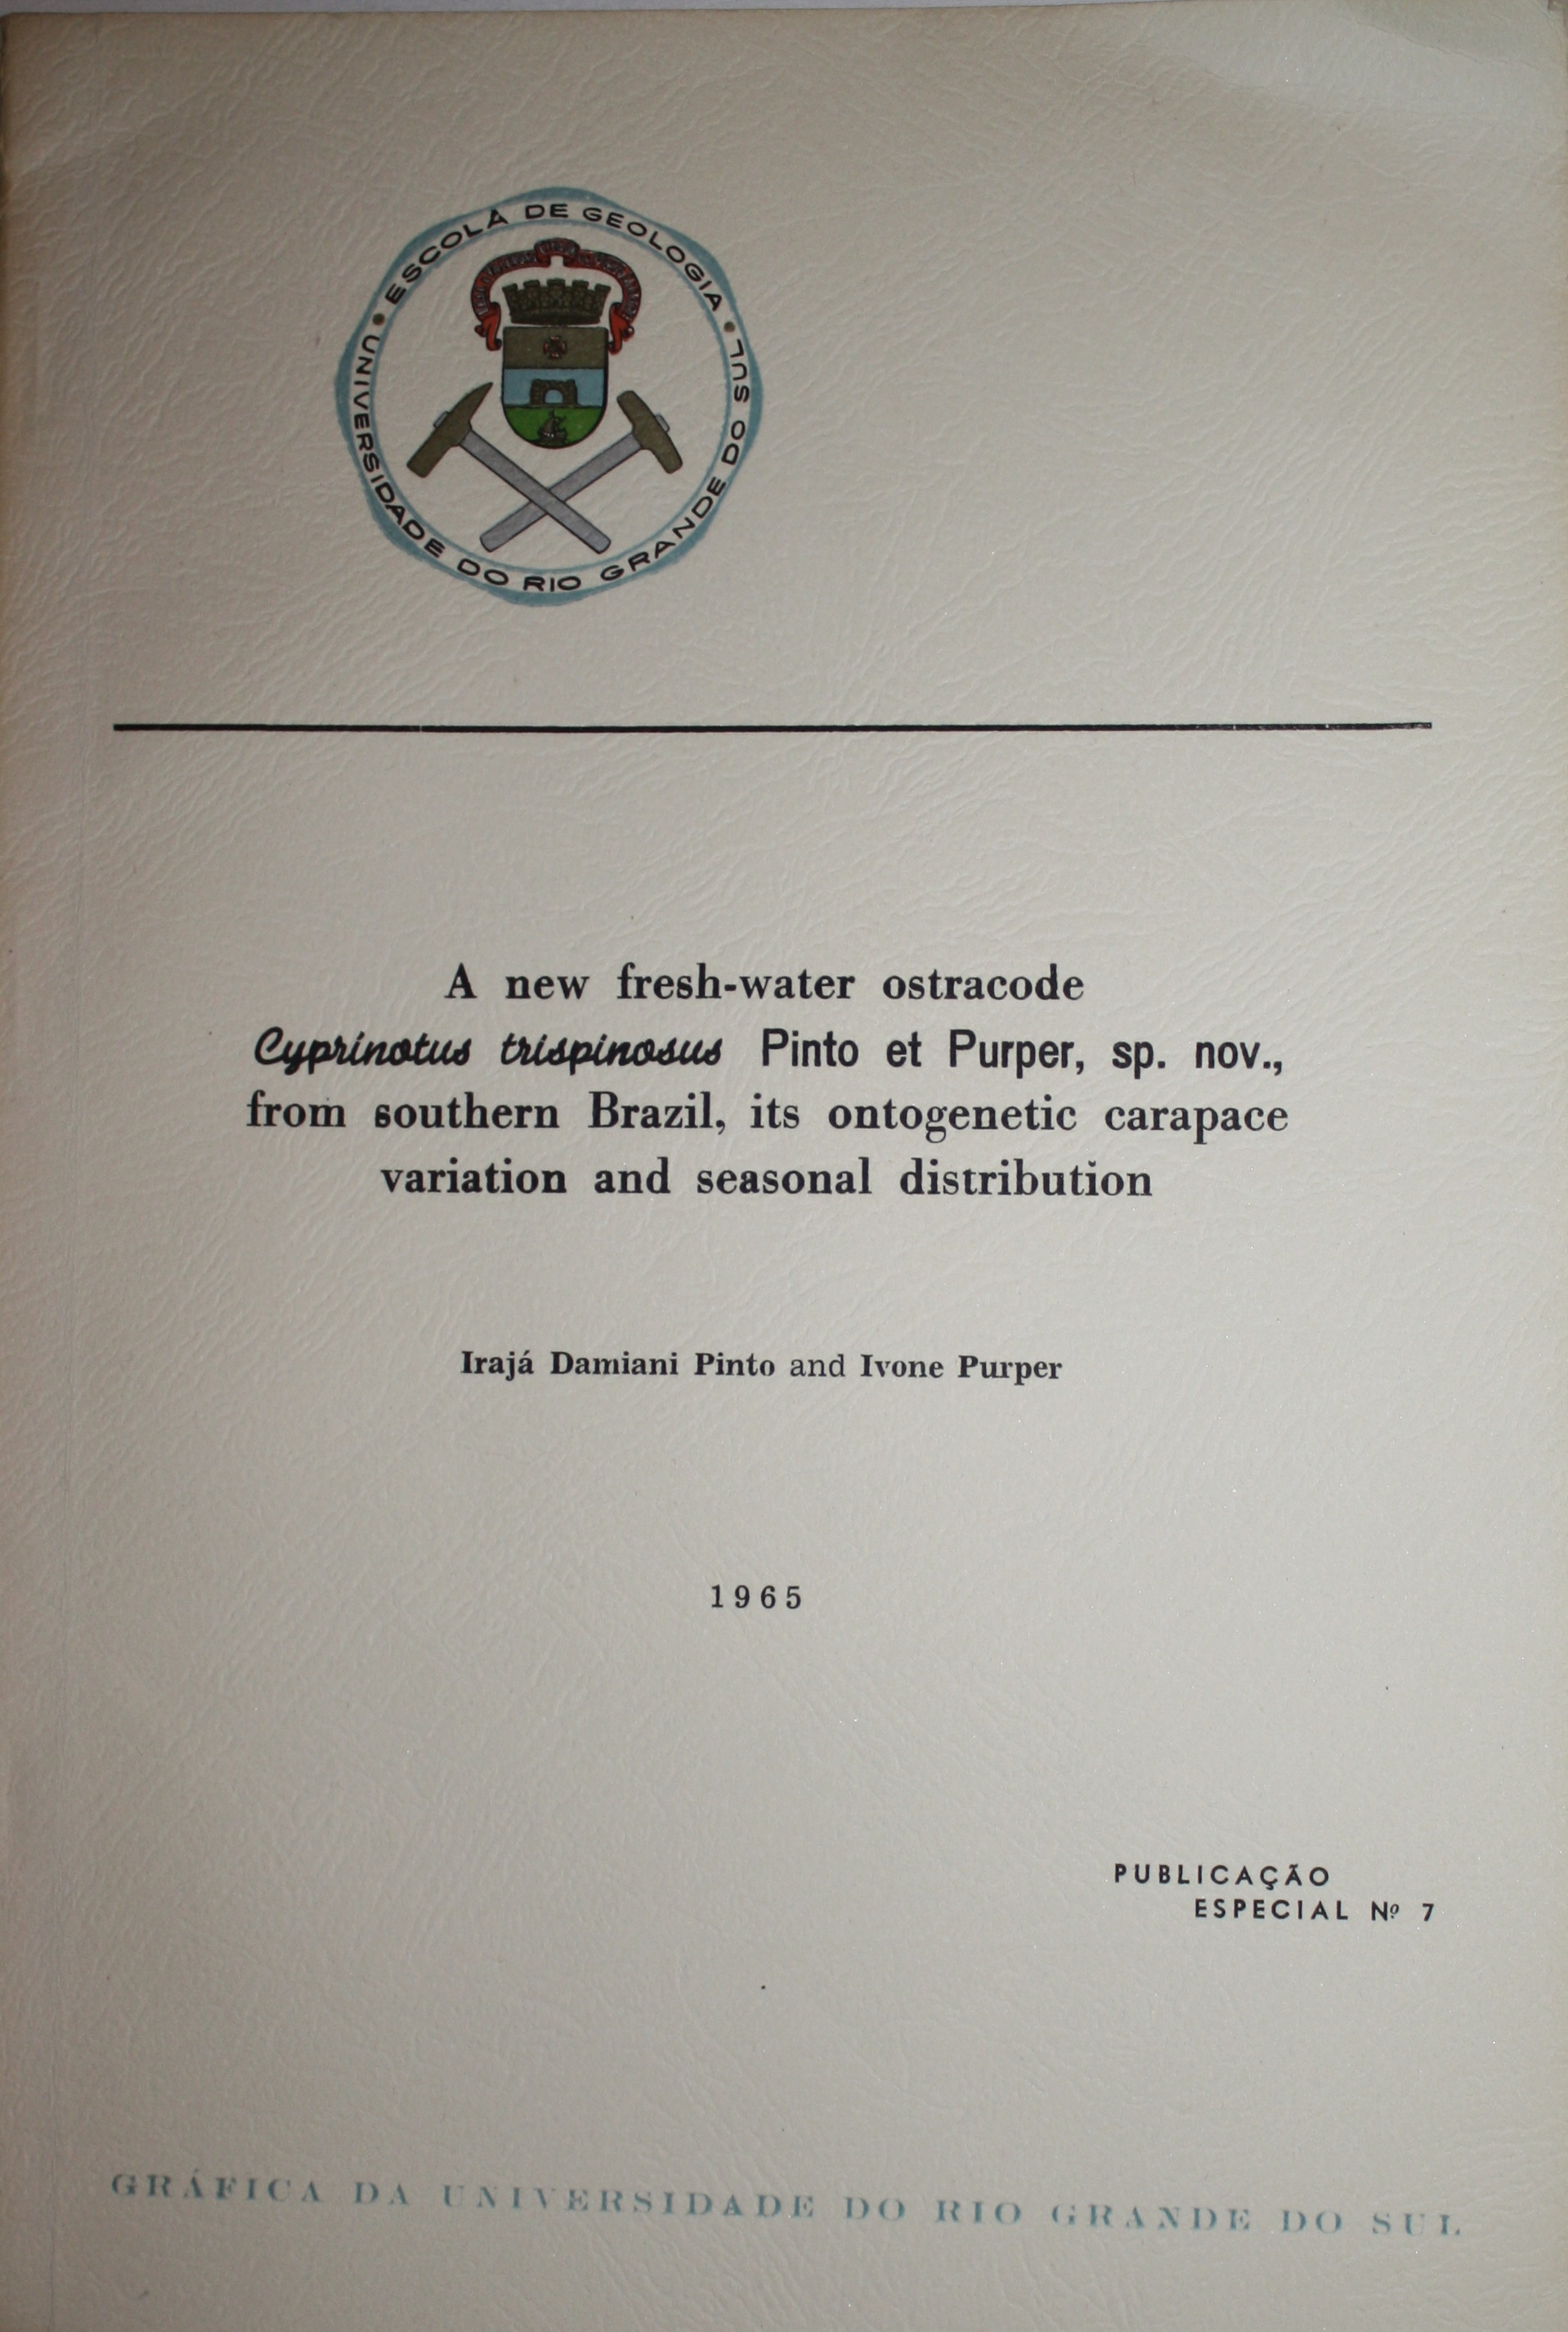 ESCOLA DE GEOLOGIA
UNIVERSIDADE DO RIO GRANDE DO SUL
A new fresh-water ostracode
Cyprinotus trispinosus Pinto et Purper, sp. nov.,
from southern Brazil, its ontogenetic carapace
variation and seasonal distribution
Irajá Damiani Pinto and Ivone Purper
1965
PUBLICAÇÃO
ESPECIAL Nº 7
GRÁFICA DA UNIVERSIDADE DO RIO GRANDE DO SUL